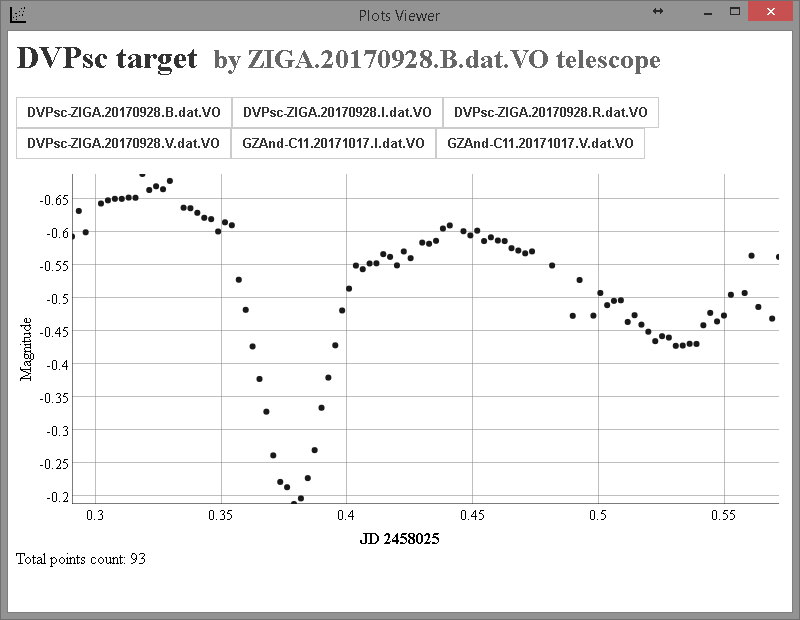 Plots Viewer
DVPsc target by ZIGA.20170928.B.dat.VO telescope
DVPsc-ZIGA.20170928.B.dat.VO DVPsc-ZIGA.20170928.I.dat.VO DVPsc-ZIGA.20170928.R.dat.VO
DVPsc-ZIGA.20170928.V.dat.VO GZAnd-C11.20171017.I.dat.VO GZAnd-C11.20171017.V.dat.VO
Magnitude
-0.65
-0.6
-0.55
-0.5
-0.45
-0.4
-0.35
-0.3
-0.25
-0.2
0.3 0.35 0.4 0.45 0.5 0.55
JD 2458025
Total points count: 93